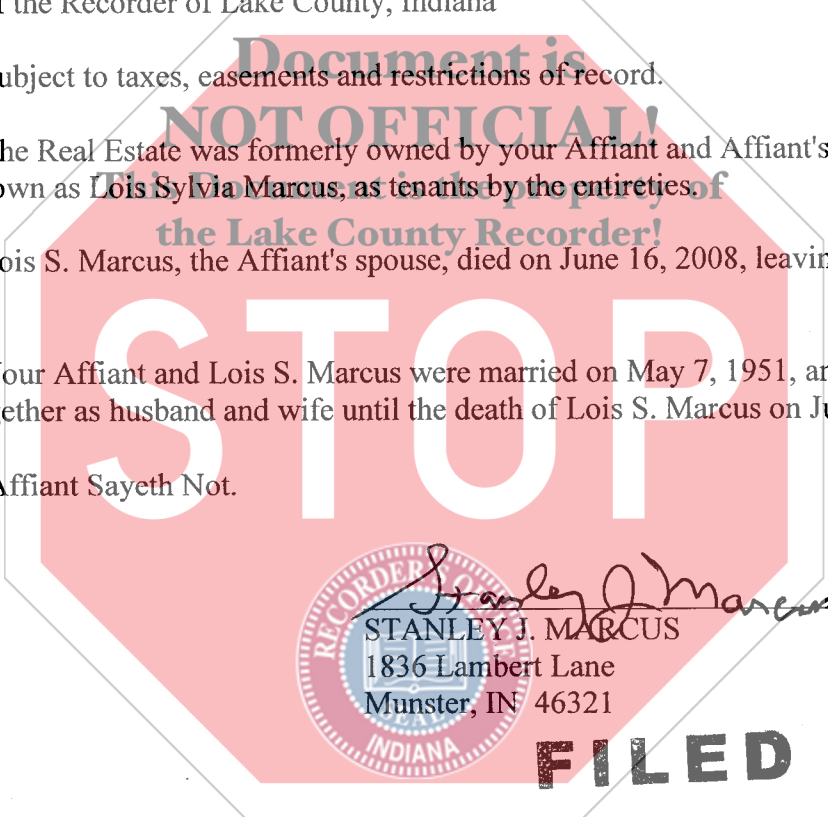 the Recorder of Lake County, Indiana
Document is
ubject to taxes, easements and restrictions of record.
NOT OFFICIAL!
he Real Estate was formerly owned by your Affiant and Affiant's
This Document is the property of
own as Lois Sylvia Marcus, as tenants by the entireties.
the Lake County Recorder!
ois S. Marcus, the Affiant's spouse, died on June 16, 2008, leavin
STOP
our Affiant and Lois S. Marcus were married on May 7, 1951, an
gether as husband and wife until the death of Lois S. Marcus on Ju
Affiant Sayeth Not.
Stanley J Marcus
STANLEY J. MARCUS
1836 Lambert Lane
Munster, IN 46321
RECORDER'S OFFICE
SEAL
INDIANA
FILED